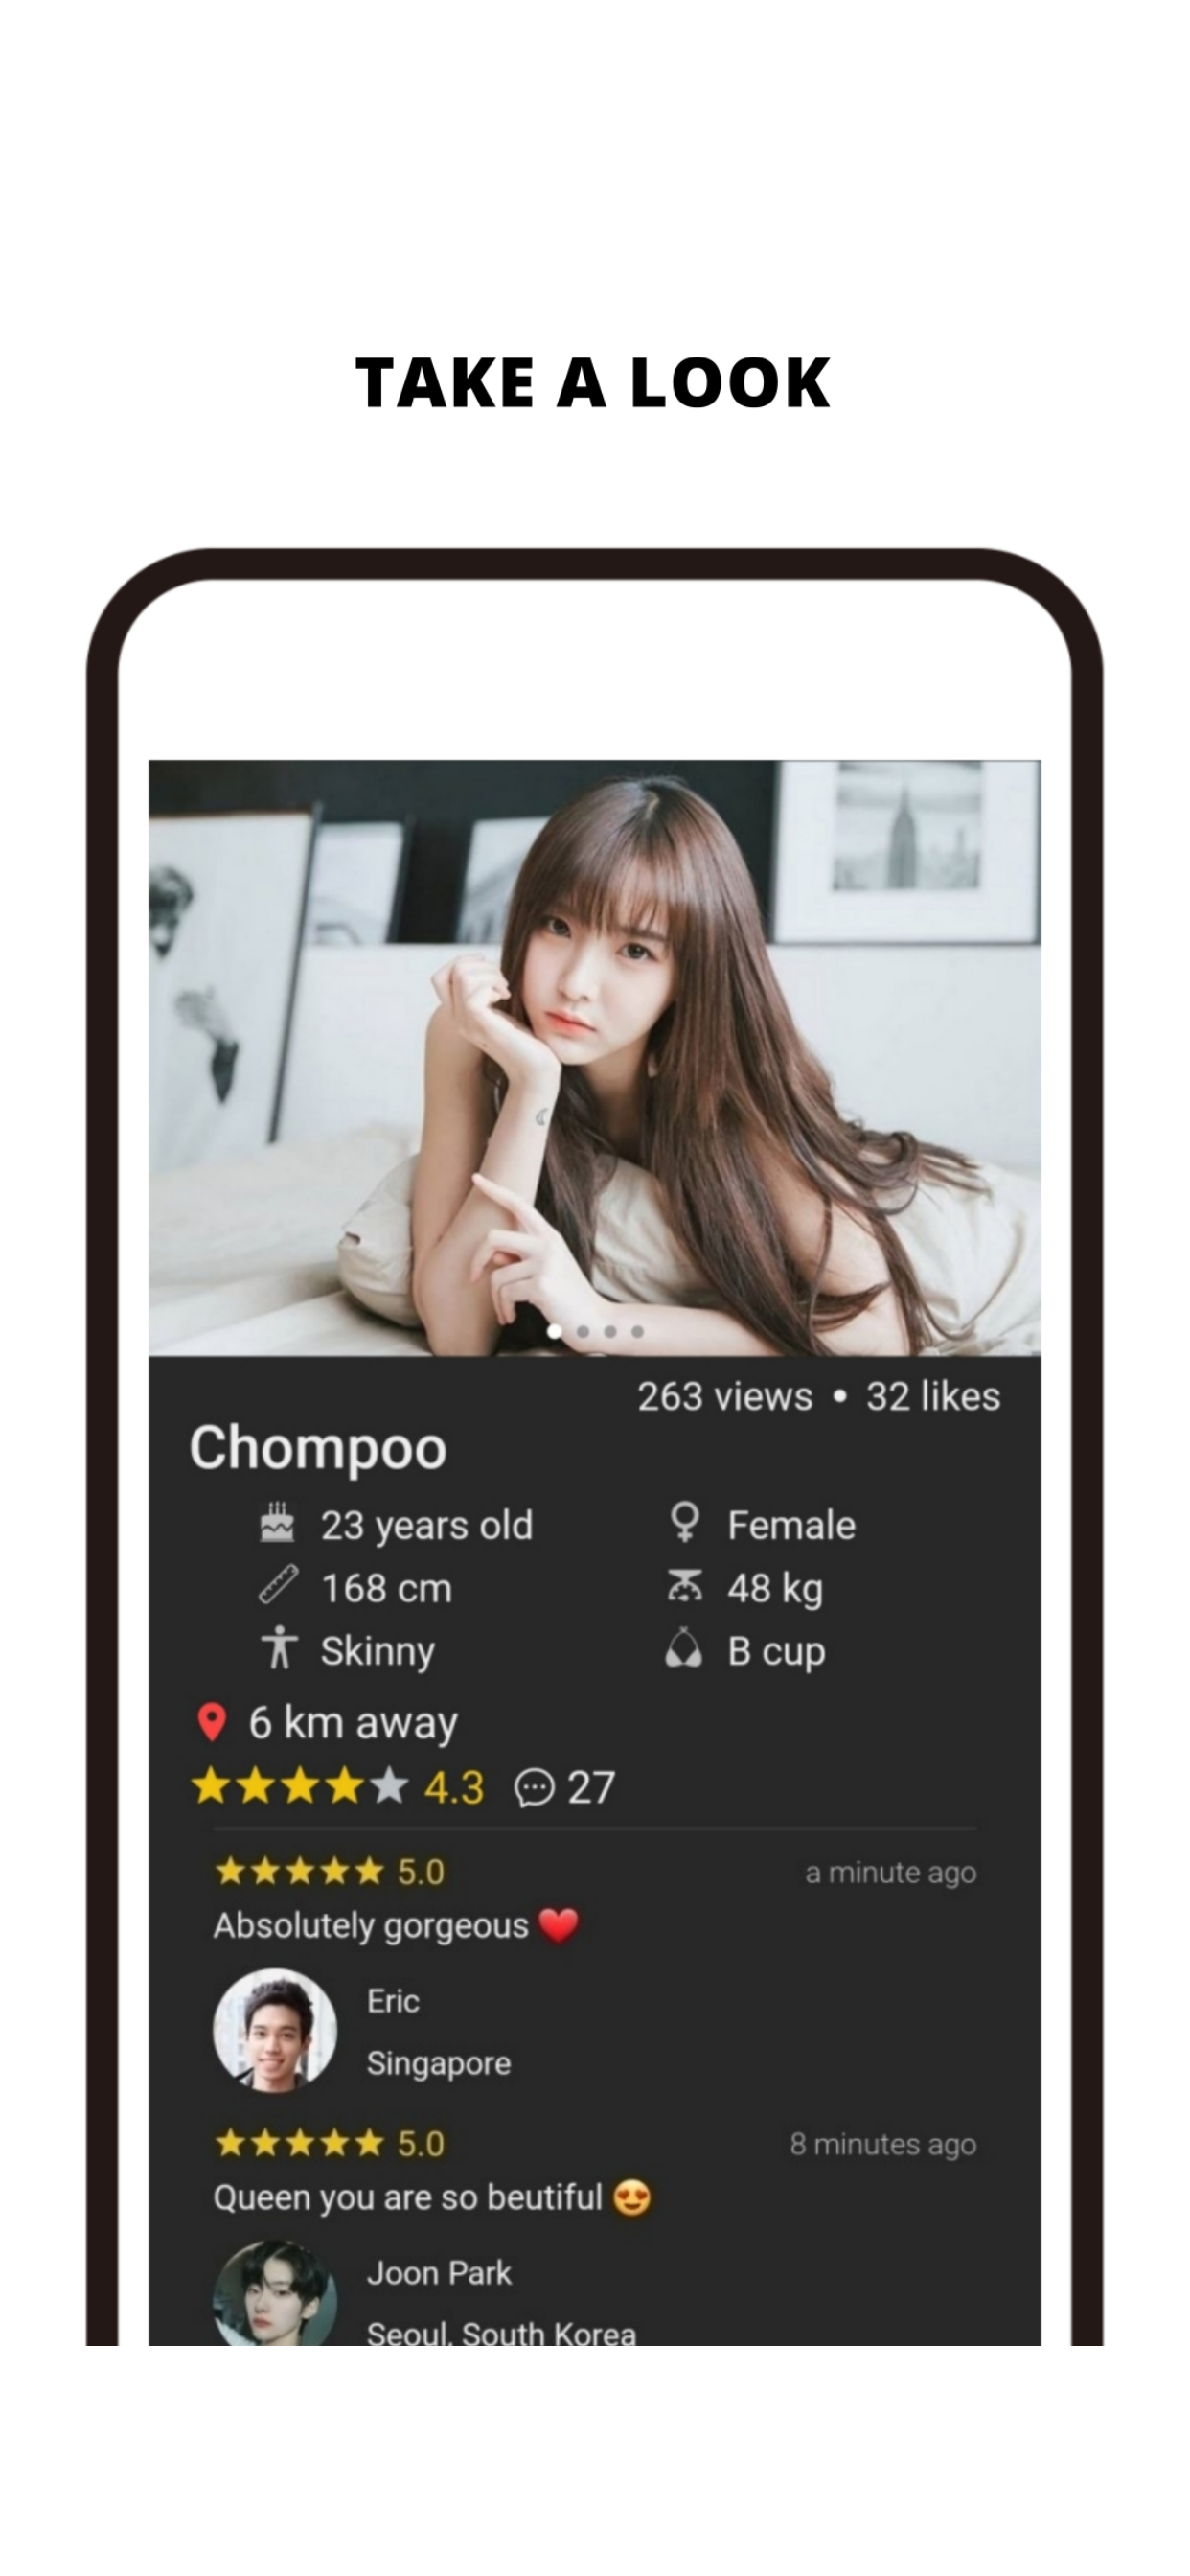 TAKE A LOOK
263 views • 32 likes
Chompoo
23 years old Female
168 cm 48 kg
Skinny B cup
6 km away
4.3 27
5.0 a minute ago
Absolutely gorgeous ❤️
Eric
Singapore
5.0 8 minutes ago
Queen you are so beutiful 😍
Joon Park
Seoul, South Korea